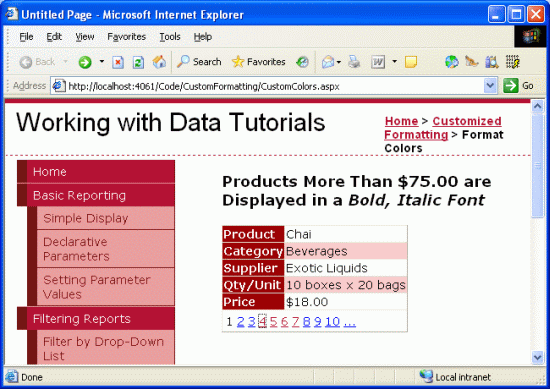 Untitled Page - Microsoft Internet Explorer
File Edit View Favorites Tools Help
Back Search Favorites
Address http://localhost:4061/Code/CustomFormatting/CustomColors.aspx Go
Working with Data Tutorials
Home > Customized
Formatting > Format
Colors
Home
Basic Reporting
Simple Display
Declarative
Parameters
Setting Parameter
Values
Filtering Reports
Filter by Drop-Down
List
Products More Than $75.00 are
Displayed in a Bold, Italic Font
Product Chai
Category Beverages
Supplier Exotic Liquids
Qty/Unit 10 boxes x 20 bags
Price $18.00
1 2 3 4 5 6 7 8 9 10 ...
Done Local intranet